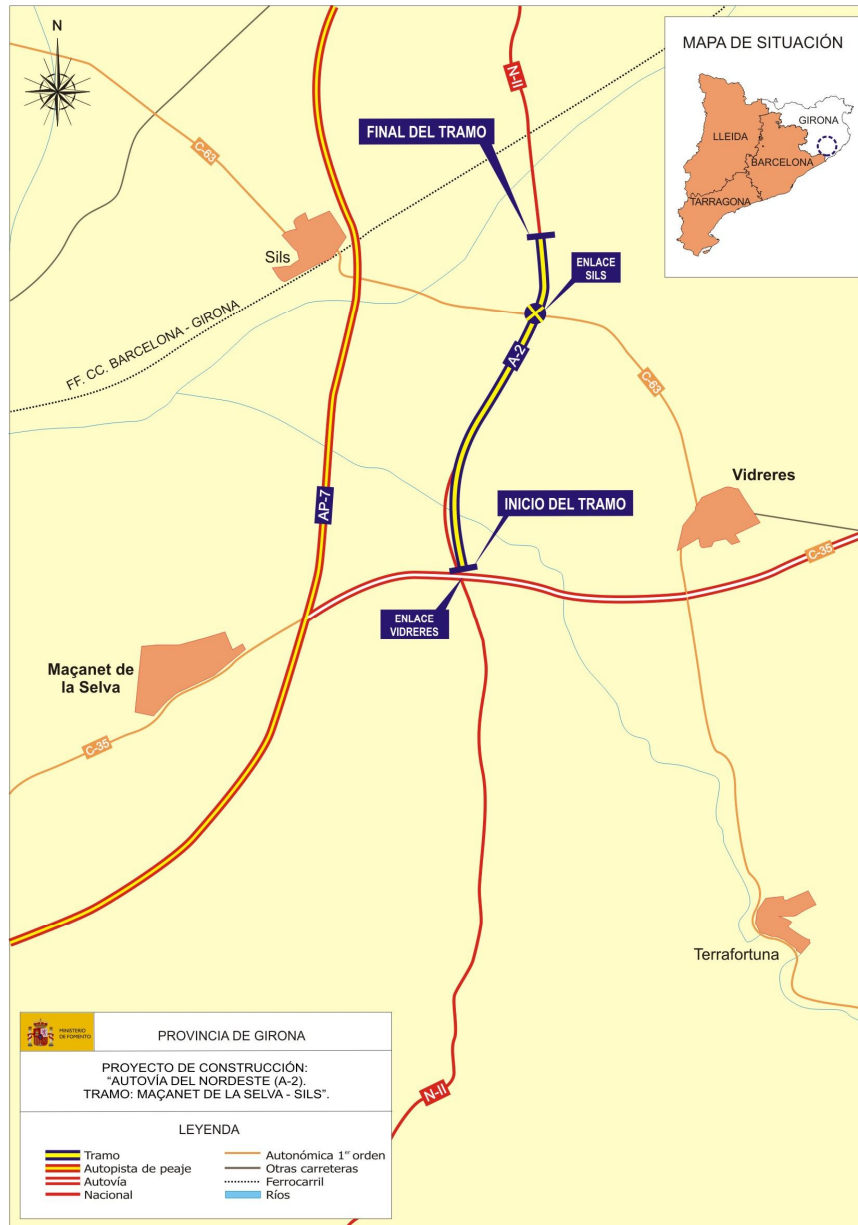 N
MAPA DE SITUACIÓN
GIRONA
LLEIDA
BARCELONA
TARRAGONA
N-II
FINAL DEL TRAMO
C-63
Sils
ENLACE
SILS
FF. CC. BARCELONA - GIRONA
A-2
C-63
Vidreres
AP-7
INICIO DEL TRAMO
C-35
ENLACE
VIDRERES
Maçanet de
la Selva
C-35
Terrafortuna
N-II
MINISTERIO
DE FOMENTO
PROVINCIA DE GIRONA
PROYECTO DE CONSTRUCCIÓN:
“AUTOVÍA DEL NORDESTE (A-2).
TRAMO: MAÇANET DE LA SELVA - SILS”.
LEYENDA
Tramo
Autopista de peaje
Autovía
Nacional
Autonómica 1er orden
Otras carreteras
Ferrocarril
Ríos